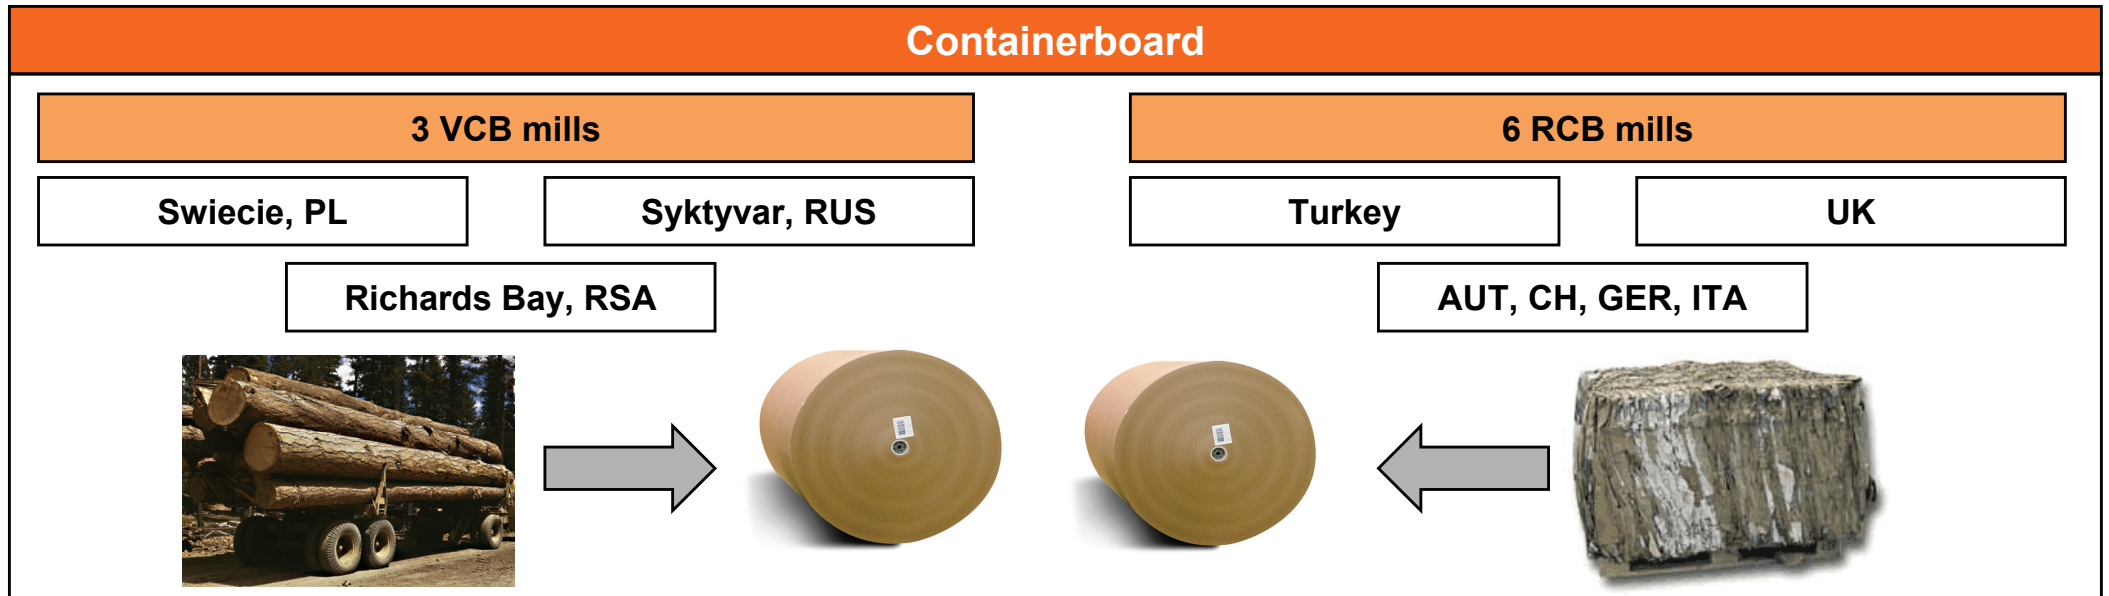 Containerboard
3 VCB mills
6 RCB mills
Swiecie, PL
Syktyvar, RUS
Turkey
UK
Richards Bay, RSA
AUT, CH, GER, ITA